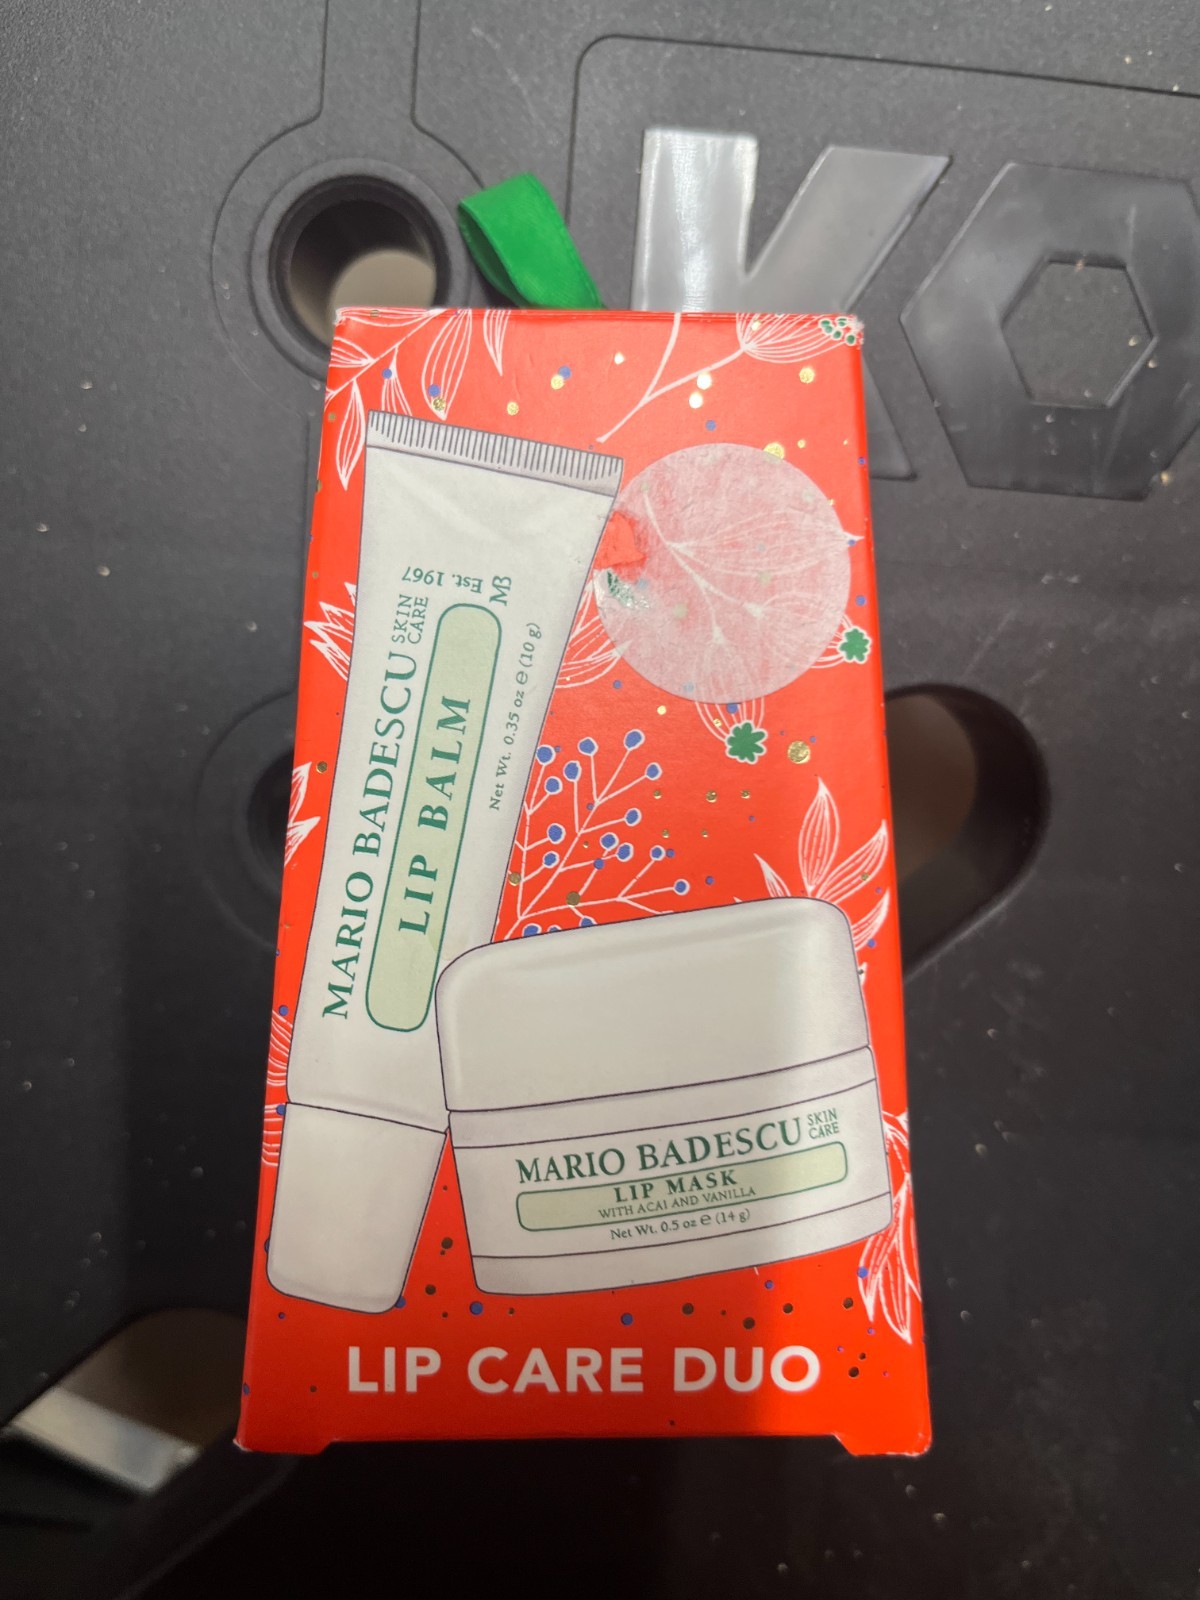 KO
Est. 1967
MB
MARIO BADESCU SKIN CARE
LIP BALM
Net Wt. 0.35 oz ℮ (10 g)
MARIO BADESCU SKIN CARE
LIP MASK
WITH ACAI AND VANILLA
Net Wt. 0.5 oz ℮ (14 g)
LIP CARE DUO